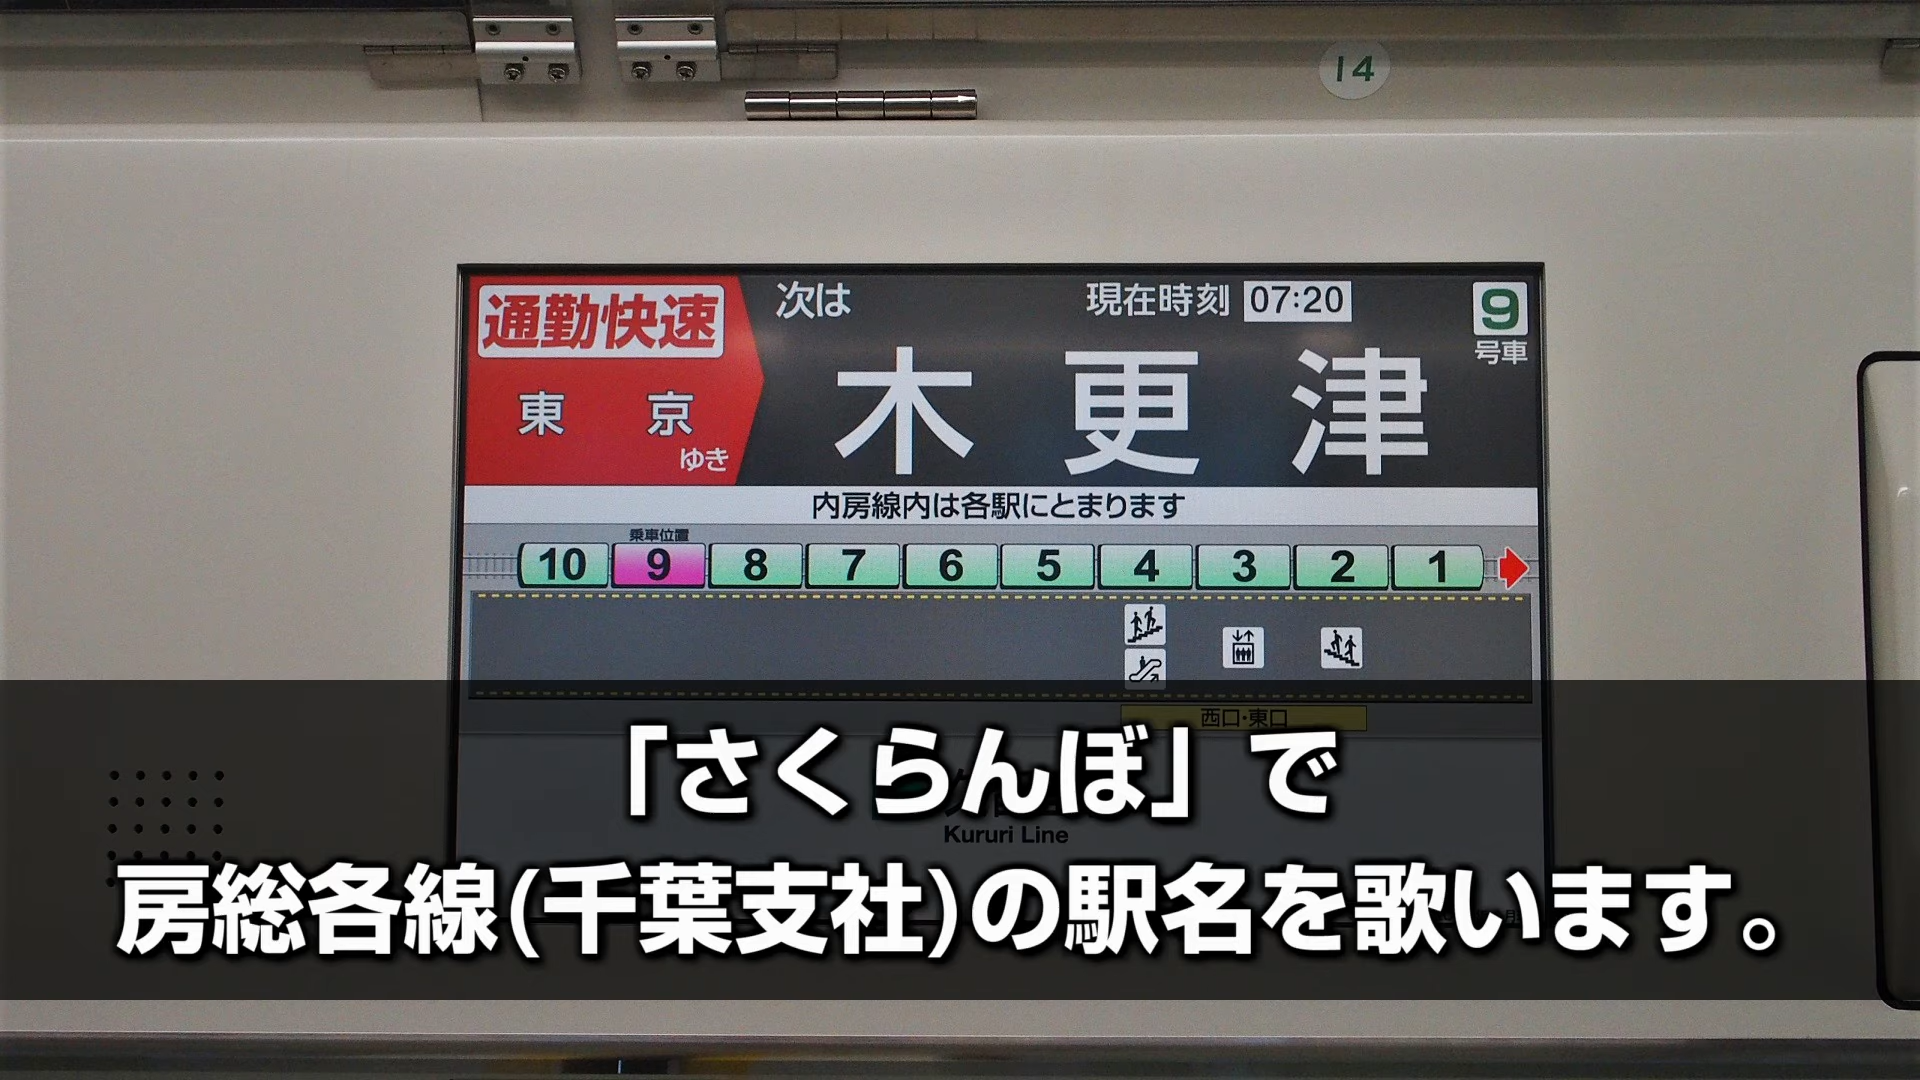 14
通勤快速
次は
現在時刻 07:20
9
号車
東京
ゆき
木更津
内房線内は各駅にとまります
乗車位置
10 9 8 7 6 5 4 3 2 1
西口・東口
「さくらんぼ」で
Kururi Line
房総各線(千葉支社)の駅名を歌います。